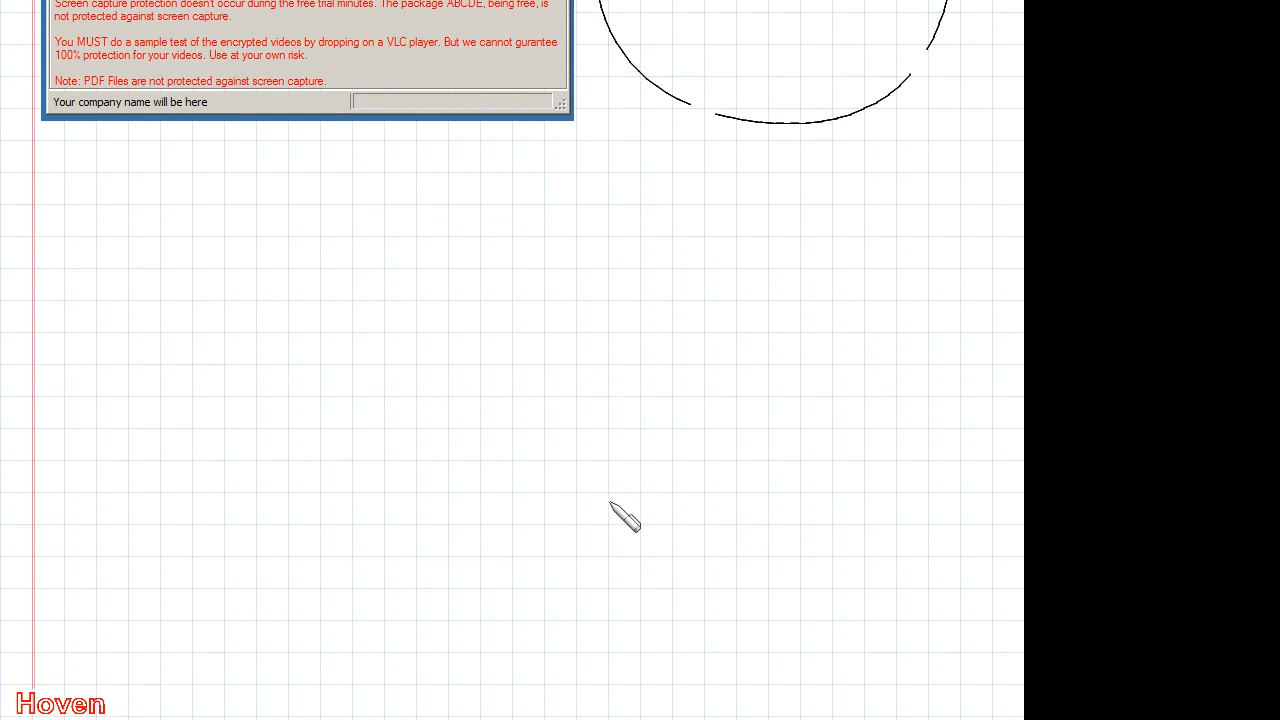 Screen capture protection doesn't occur during the free trial minutes. The package ABCDE, being free, is
not protected against screen capture.
You MUST do a sample test of the encrypted videos by dropping on a VLC player. But we cannot gurantee
100% protection for your videos. Use at your own risk.
Note: PDF Files are not protected against screen capture.
Your company name will be here
Hoven